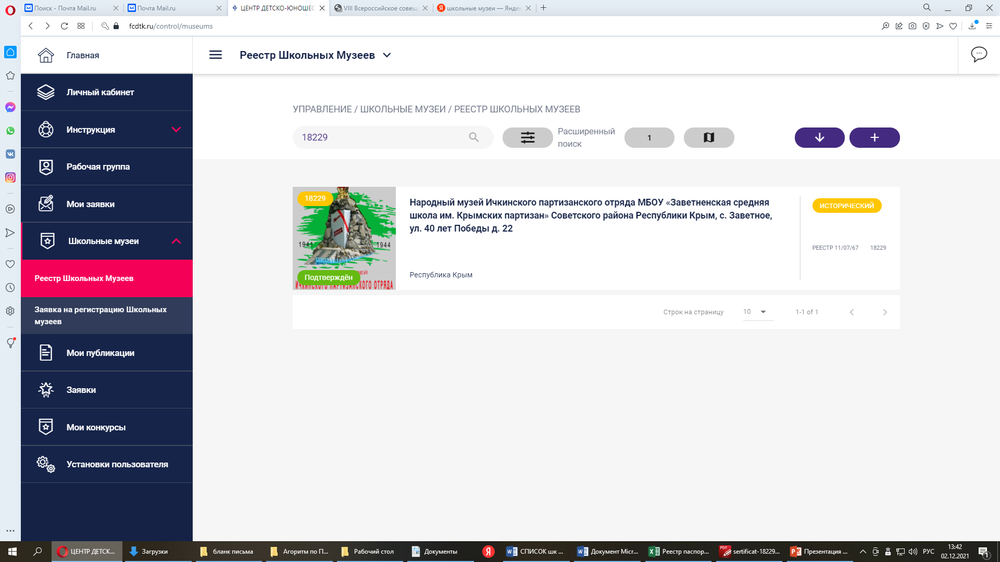 Поиск - Почта Mail.ru
Почта Mail.ru
ЦЕНТР ДЕТСКО-ЮНОШЕС
VIII Всероссийское совеща
школьные музеи — Яндек
fcdtk.ru/control/museums
Главная
Реестр Школьных Музеев
Личный кабинет
Инструкция
Рабочая группа
Мои заявки
Школьные музеи
Реестр Школьных Музеев
Заявка на регистрацию Школьных
музеев
Мои публикации
Заявки
Мои конкурсы
Установки пользователя
УПРАВЛЕНИЕ / ШКОЛЬНЫЕ МУЗЕИ / РЕЕСТР ШКОЛЬНЫХ МУЗЕЕВ
18229
Расширенный
поиск
1
18229
1941
1944
Подтверждён
ЗЕЙ
ИЧКИНСКОГО ПАРТИЗАНСКОГО ОТРЯДА
Народный музей Ичкинского партизанского отряда МБОУ «Заветненская средняя
школа им. Крымских партизан» Советского района Республики Крым, с. Заветное,
ул. 40 лет Победы д. 22
Республика Крым
ИСТОРИЧЕСКИЙ
РЕЕСТР 11/07/67 18229
Строк на страницу 10 1-1 of 1
ЦЕНТР ДЕТСК...
Загрузки
бланк письма
Агоритм по П...
Рабочий стол
Документы
СПИСОК шк ...
Документ Micr...
Реестр паспор...
sertificat-18229...
Презентация ...
РУС
13:42
02.12.2021
1